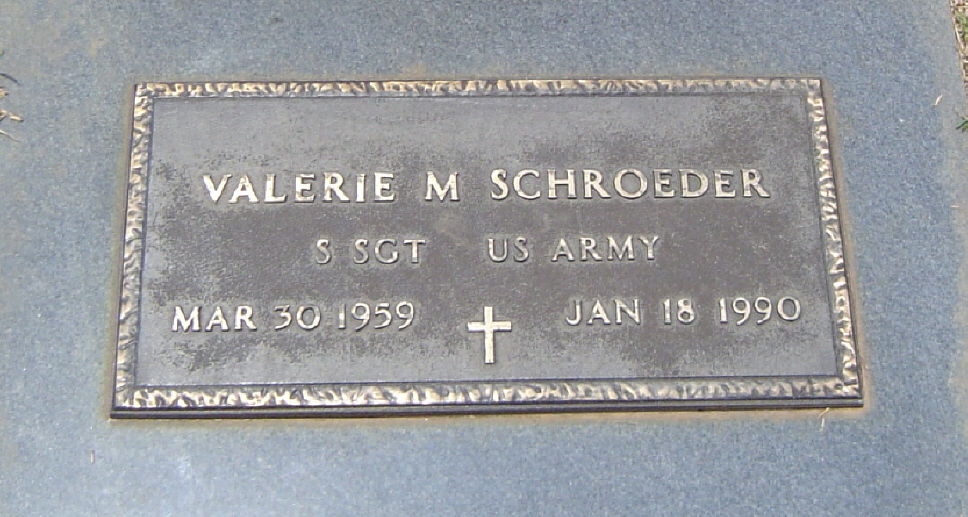 VALERIE M SCHROEDER
S SGT US ARMY
MAR 30 1959 JAN 18 1990